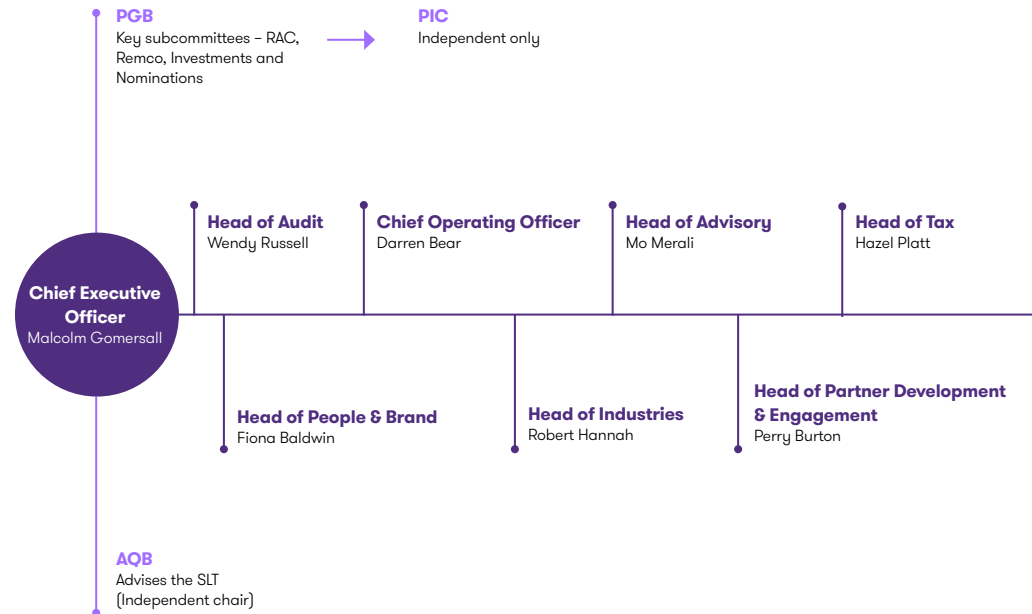 PGB
Key subcommittees – RAC,
Remco, Investments and
Nominations
PIC
Independent only
Head of Audit
Wendy Russell
Chief Operating Officer
Darren Bear
Head of Advisory
Mo Merali
Head of Tax
Hazel Platt
Chief Executive
Officer
Malcolm Gomersall
Head of People & Brand
Fiona Baldwin
Head of Industries
Robert Hannah
Head of Partner Development
& Engagement
Perry Burton
AQB
Advises the SLT
(Independent chair)